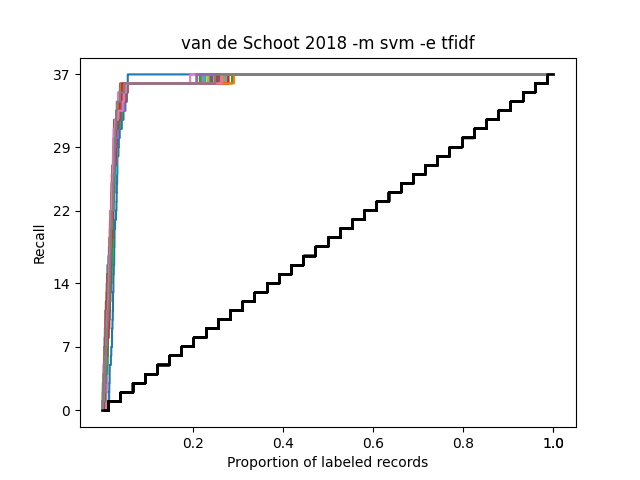 van de Schoot 2018 -m svm -e tfidf
37
29
22
14
7
0
Recall
0.2 0.4 0.6 0.8 1.0
Proportion of labeled records